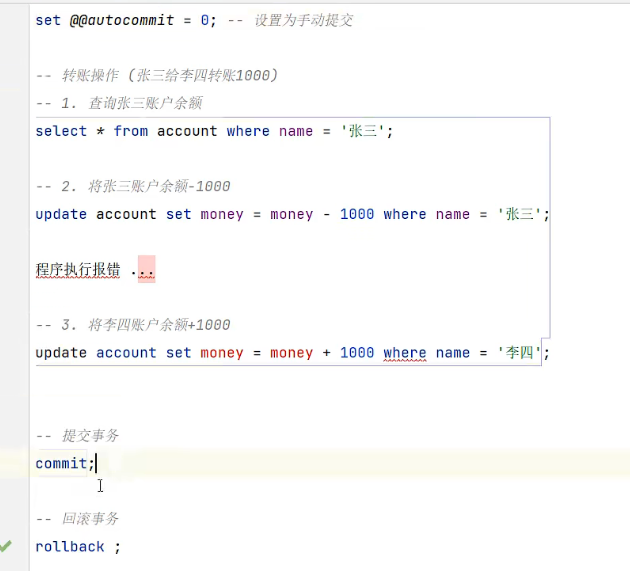 set @@autocommit = 0; -- 设置为手动提交
-- 转账操作 (张三给李四转账1000)
-- 1. 查询张三账户余额
select * from account where name = '张三';
-- 2. 将张三账户余额-1000
update account set money = money - 1000 where name = '张三';
程序执行报错 ...
-- 3. 将李四账户余额+1000
update account set money = money + 1000 where name = '李四';
-- 提交事务
commit;
-- 回滚事务
rollback ;